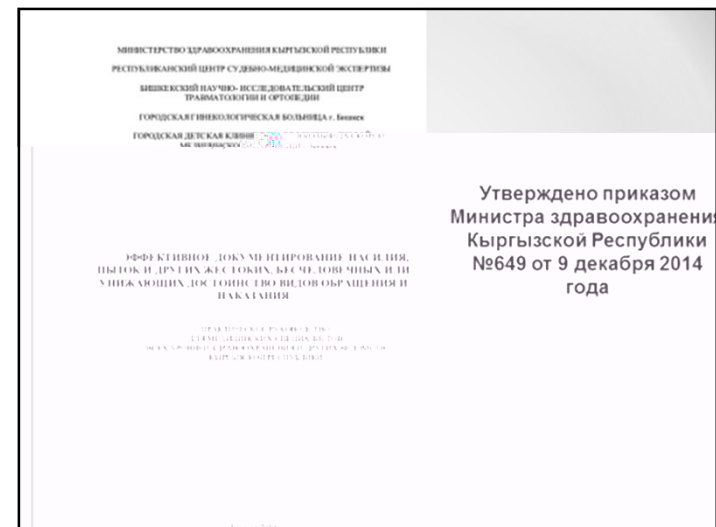 МИНИСТЕРСТВО ЗДРАВООХРАНЕНИЯ КЫРГЫЗСКОЙ РЕСПУБЛИКИ
РЕСПУБЛИКАНСКИЙ ЦЕНТР СУДЕБНО-МЕДИЦИНСКОЙ ЭКСПЕРТИЗЫ
БИШКЕКСКИЙ НАУЧНО- ИССЛЕДОВАТЕЛЬСКИЙ ЦЕНТР
ТРАВМАТОЛОГИИ И ОРТОПЕДИИ
ГОРОДСКАЯ ГИНЕКОЛОГИЧЕСКАЯ БОЛЬНИЦА г. Бишкек
ГОРОДСКАЯ ДЕТСКАЯ
ЭФФЕКТИВНОЕ ДОКУМЕНТИРОВАНИЕ НАСИЛИЯ,
ПЫТОК И ДРУГИХ ЖЕСТОКИХ, БЕСЧЕЛОВЕЧНЫХ ИЛИ
УНИЖАЮЩИХ ДОСТОИНСТВО ВИДОВ ОБРАЩЕНИЯ И
НАКАЗАНИЯ
ПРАКТИЧЕСКОЕ РУКОВОДСТВО
Утверждено приказом
Министра здравоохранения
Кыргызской Республики
№649 от 9 декабря 2014
года